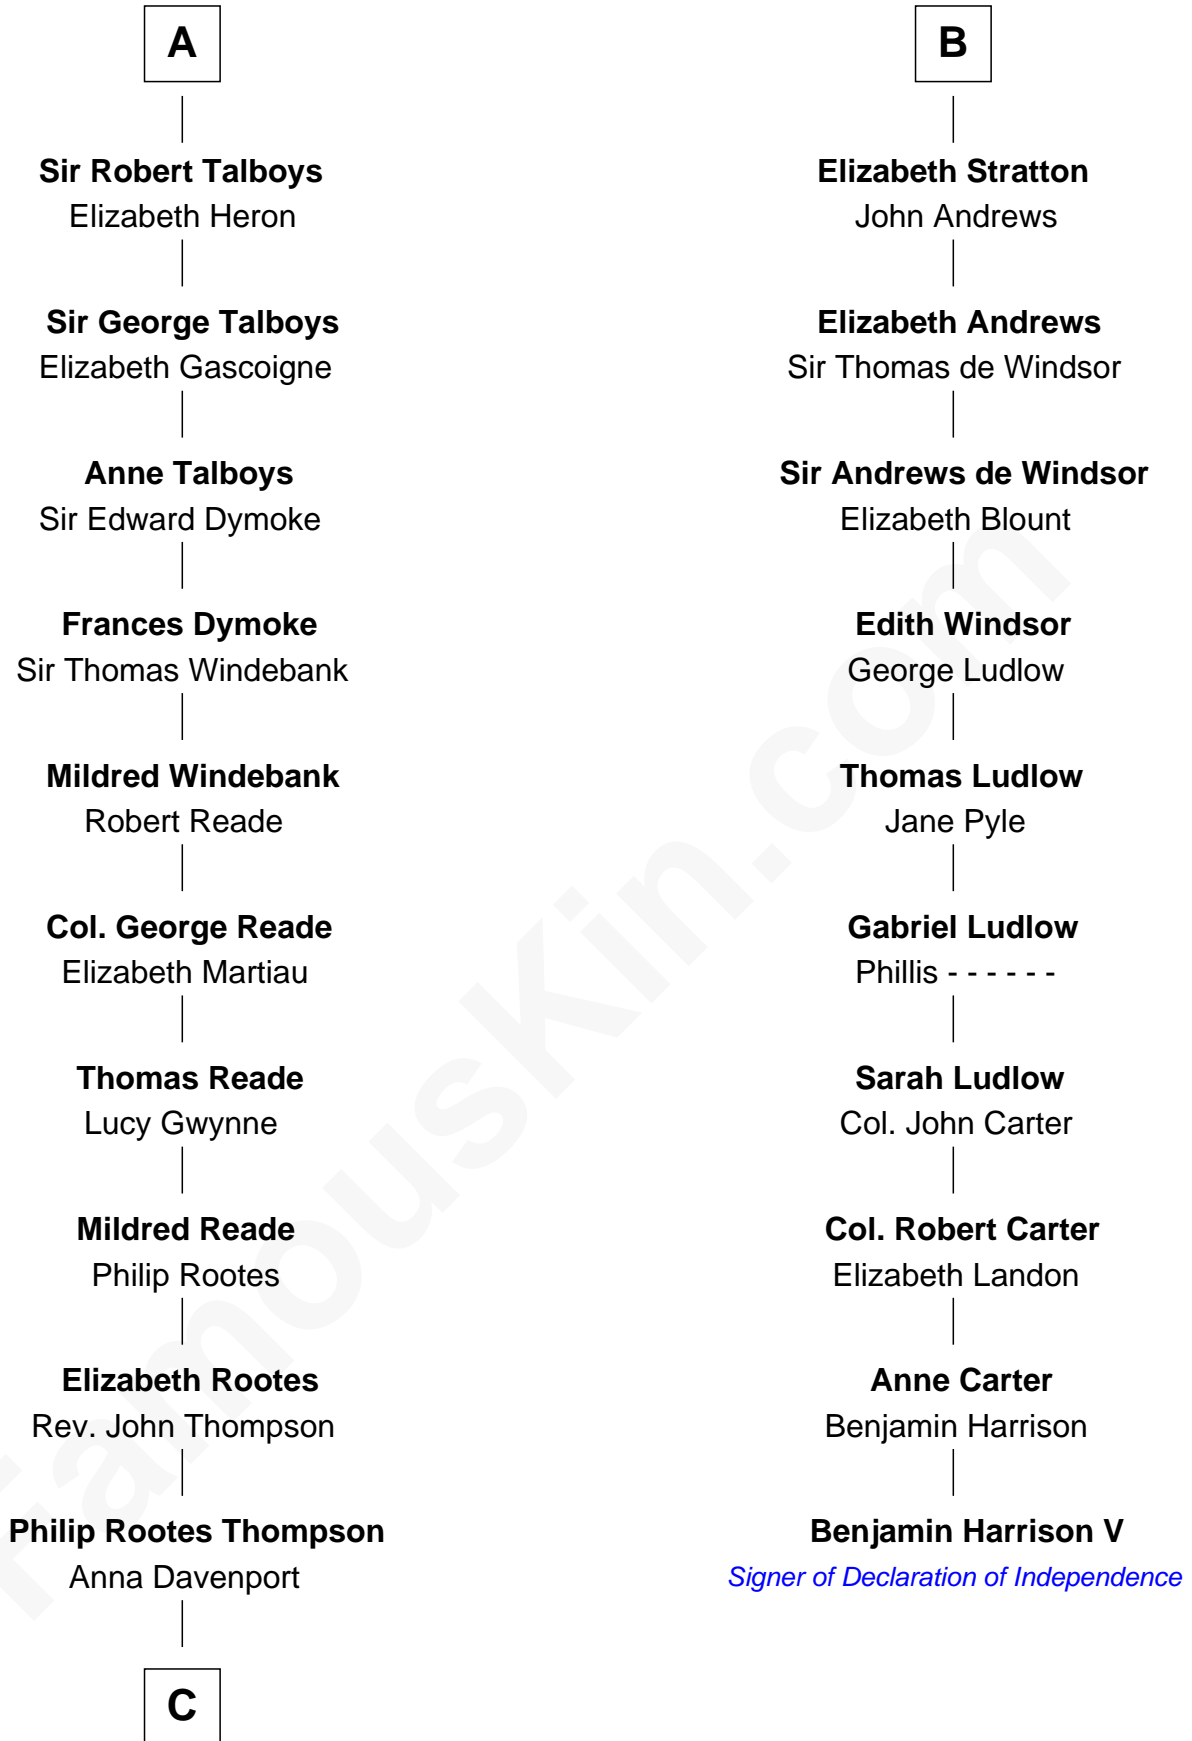 A
Sir Robert Talboys
Elizabeth Heron
Sir George Talboys
Elizabeth Gascoigne
Anne Talboys
Sir Edward Dymoke
Frances Dymoke
Sir Thomas Windebank
Mildred Windebank
Robert Reade
Col. George Reade
Elizabeth Martiau
Thomas Reade
Lucy Gwynne
Mildred Reade
Philip Rootes
Elizabeth Rootes
Rev. John Thompson
Philip Rootes Thompson
Anna Davenport
C
B
Elizabeth Stratton
John Andrews
Elizabeth Andrews
Sir Thomas de Windsor
Sir Andrews de Windsor
Elizabeth Blount
Edith Windsor
George Ludlow
Thomas Ludlow
Jane Pyle
Gabriel Ludlow
Phillis - - - - - -
Sarah Ludlow
Col. John Carter
Col. Robert Carter
Elizabeth Landon
Anne Carter
Benjamin Harrison
Benjamin Harrison V
Signer of Declaration of Independence
FamousKin.com